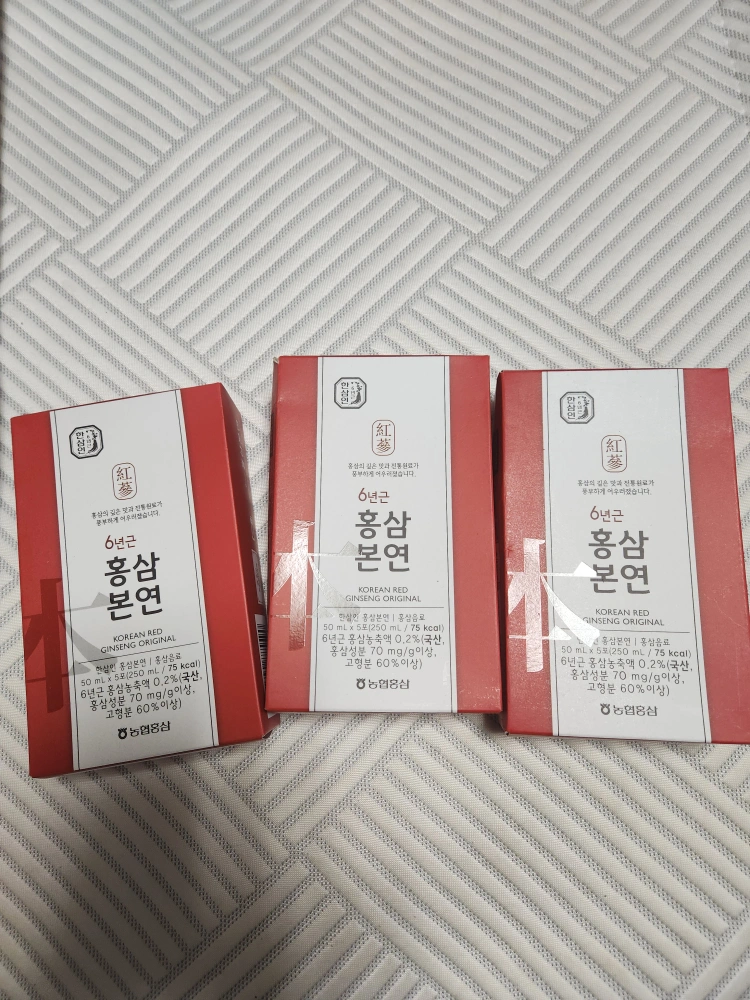 한삼인
紅
蔘
홍삼의 깊은 맛과 전통원료가
풍부하게 어우러졌습니다.
6년근
홍삼
본연
本
KOREAN RED
GINSENG ORIGINAL
한삼인 홍삼본연 | 홍삼음료
50 mL x 5포(250 mL / 75 kcal)
6년근 홍삼농축액 0.2%(국산,
홍삼성분 70 mg/g이상,
고형분 60%이상)
농협홍삼
한삼인
紅
蔘
홍삼의 깊은 맛과 전통원료가
풍부하게 어우러졌습니다.
6년근
홍삼
본연
本
KOREAN RED
GINSENG ORIGINAL
한삼인 홍삼본연 | 홍삼음료
50 mL x 5포(250 mL / 75 kcal)
6년근 홍삼농축액 0.2%(국산,
홍삼성분 70 mg/g이상,
고형분 60%이상)
농협홍삼
한삼인
紅
蔘
홍삼의 깊은 맛과 전통원료가
풍부하게 어우러졌습니다.
6년근
홍삼
본연
本
KOREAN RED
GINSENG ORIGINAL
한삼인 홍삼본연 | 홍삼음료
50 mL x 5포(250 mL / 75 kcal)
6년근 홍삼농축액 0.2%(국산,
홍삼성분 70 mg/g이상,
고형분 60%이상)
농협홍삼